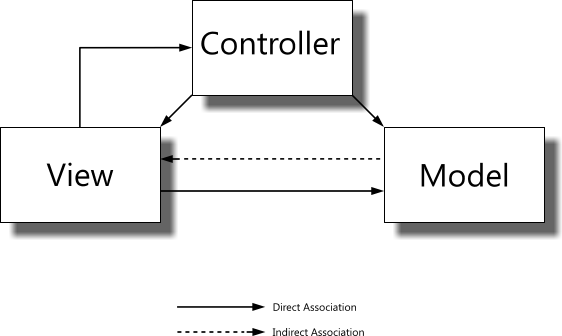 Controller
View
Model
Direct Association
Indirect Association